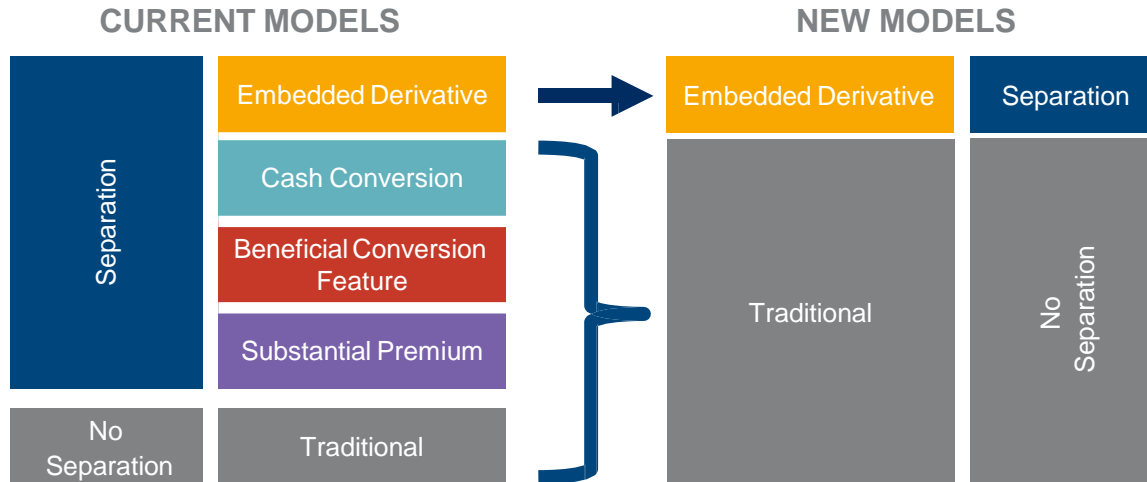 CURRENT MODELS
NEW MODELS
Separation
Embedded Derivative
Cash Conversion
Beneficial Conversion
Feature
Substantial Premium
No
Separation
Traditional
Embedded Derivative
Separation
Traditional
No
Separation